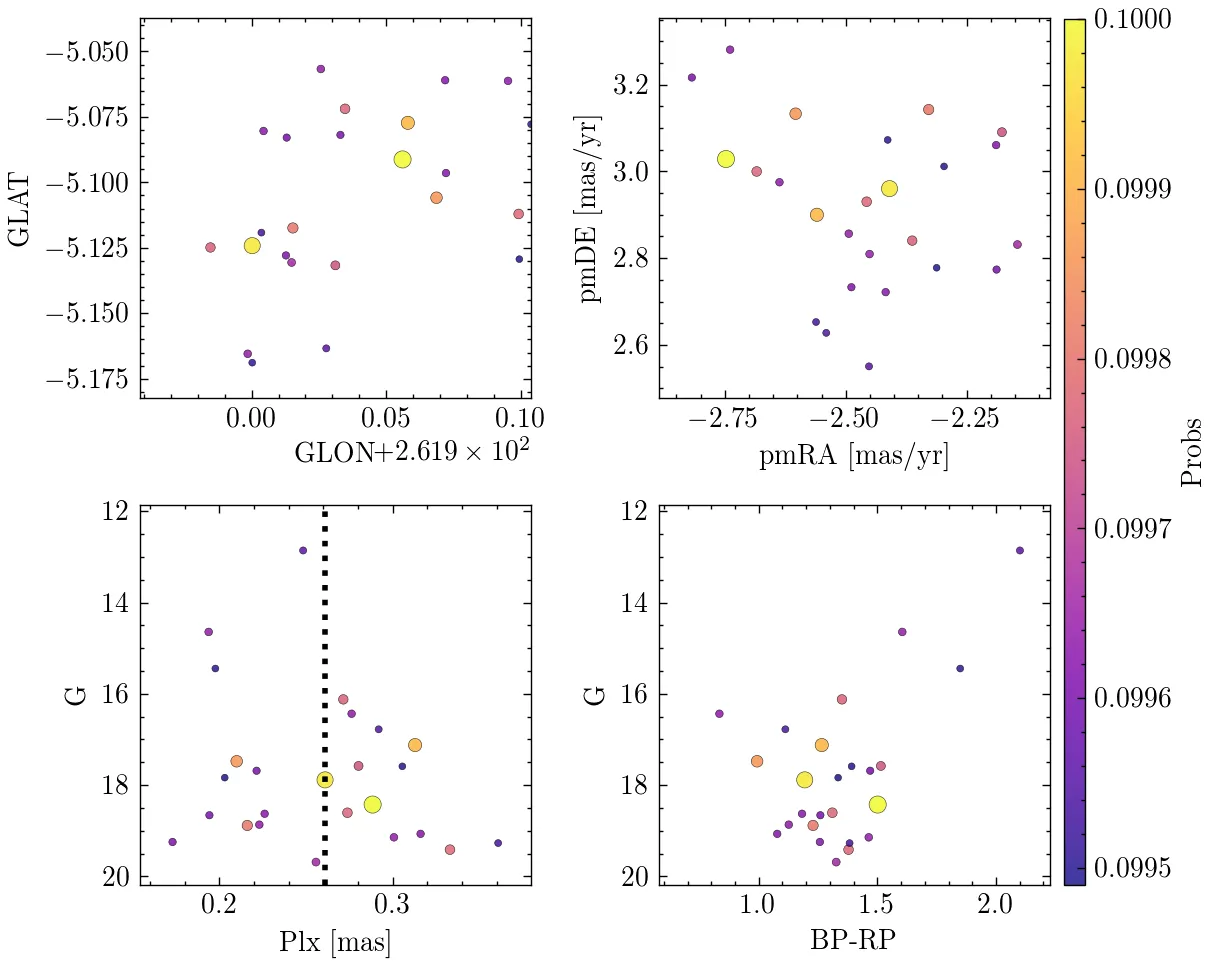 −5.050
−5.075
−5.100
−5.125
−5.150
−5.175
GLAT
0.00 0.05 0.10
GLON+2.619 × 10²
3.2
3.0
2.8
2.6
pmDE [mas/yr]
−2.75 −2.50 −2.25
pmRA [mas/yr]
12
14
16
18
20
G
0.2 0.3
Plx [mas]
12
14
16
18
20
G
1.0 1.5 2.0
BP-RP
0.1000
0.0999
0.0998
0.0997
0.0996
0.0995
Probs